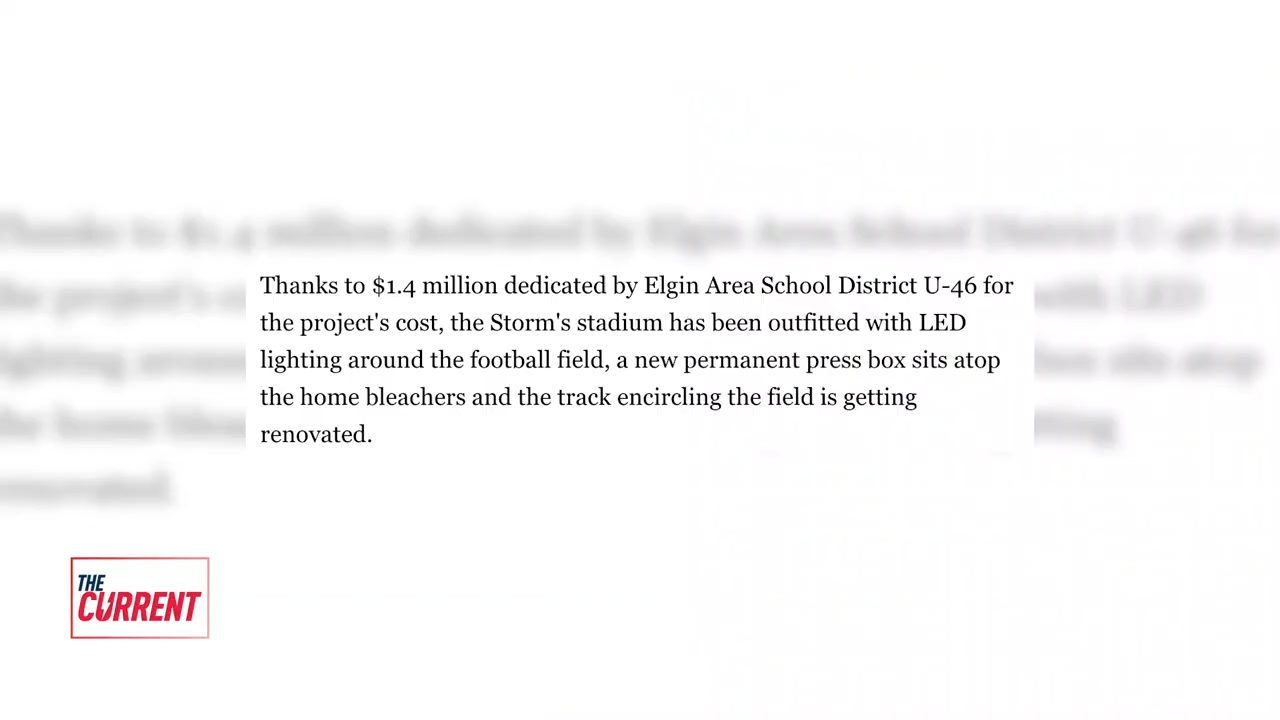 Thanks to $1.4 million dedicated by Elgin Area School District U-46 for
the project's cost, the Storm's stadium has been outfitted with LED
lighting around the football field, a new permanent press box sits atop
the home bleachers and the track encircling the field is getting
renovated.
THE
CURRENT